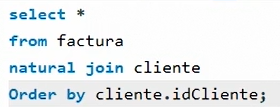 select *
from factura
natural join cliente
Order by cliente.idCliente;